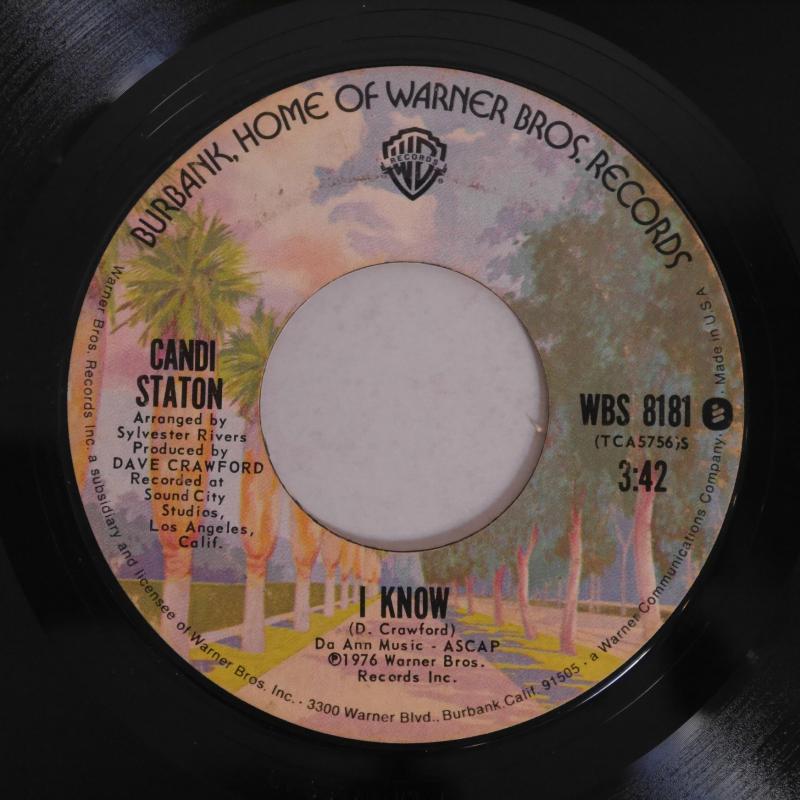 BURBANK, HOME OF WARNER BROS. RECORDS
RECORDS
CANDI
STATON
Arranged by
Sylvester Rivers
Produced by
DAVE CRAWFORD
Recorded at
Sound City
Studios,
Los Angeles,
Calif.
WBS 8181
(TCA5756)S
3:42
I KNOW
(D. Crawford)
Da Ann Music - ASCAP
℗1976 Warner Bros.
Records Inc.
Warner Bros. Records Inc. a subsidiary and licensee of Warner Bros. Inc. · 3300 Warner Blvd., Burbank, Calif. 91505 · a Warner Communications Company. Made in U.S.A